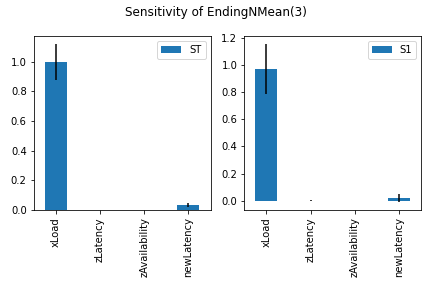 Sensitivity of EndingNMean(3)
ST
1.0
0.8
0.6
0.4
0.2
0.0
xLoad
zLatency
zAvailability
newLatency
S1
1.2
1.0
0.8
0.6
0.4
0.2
0.0
xLoad
zLatency
zAvailability
newLatency